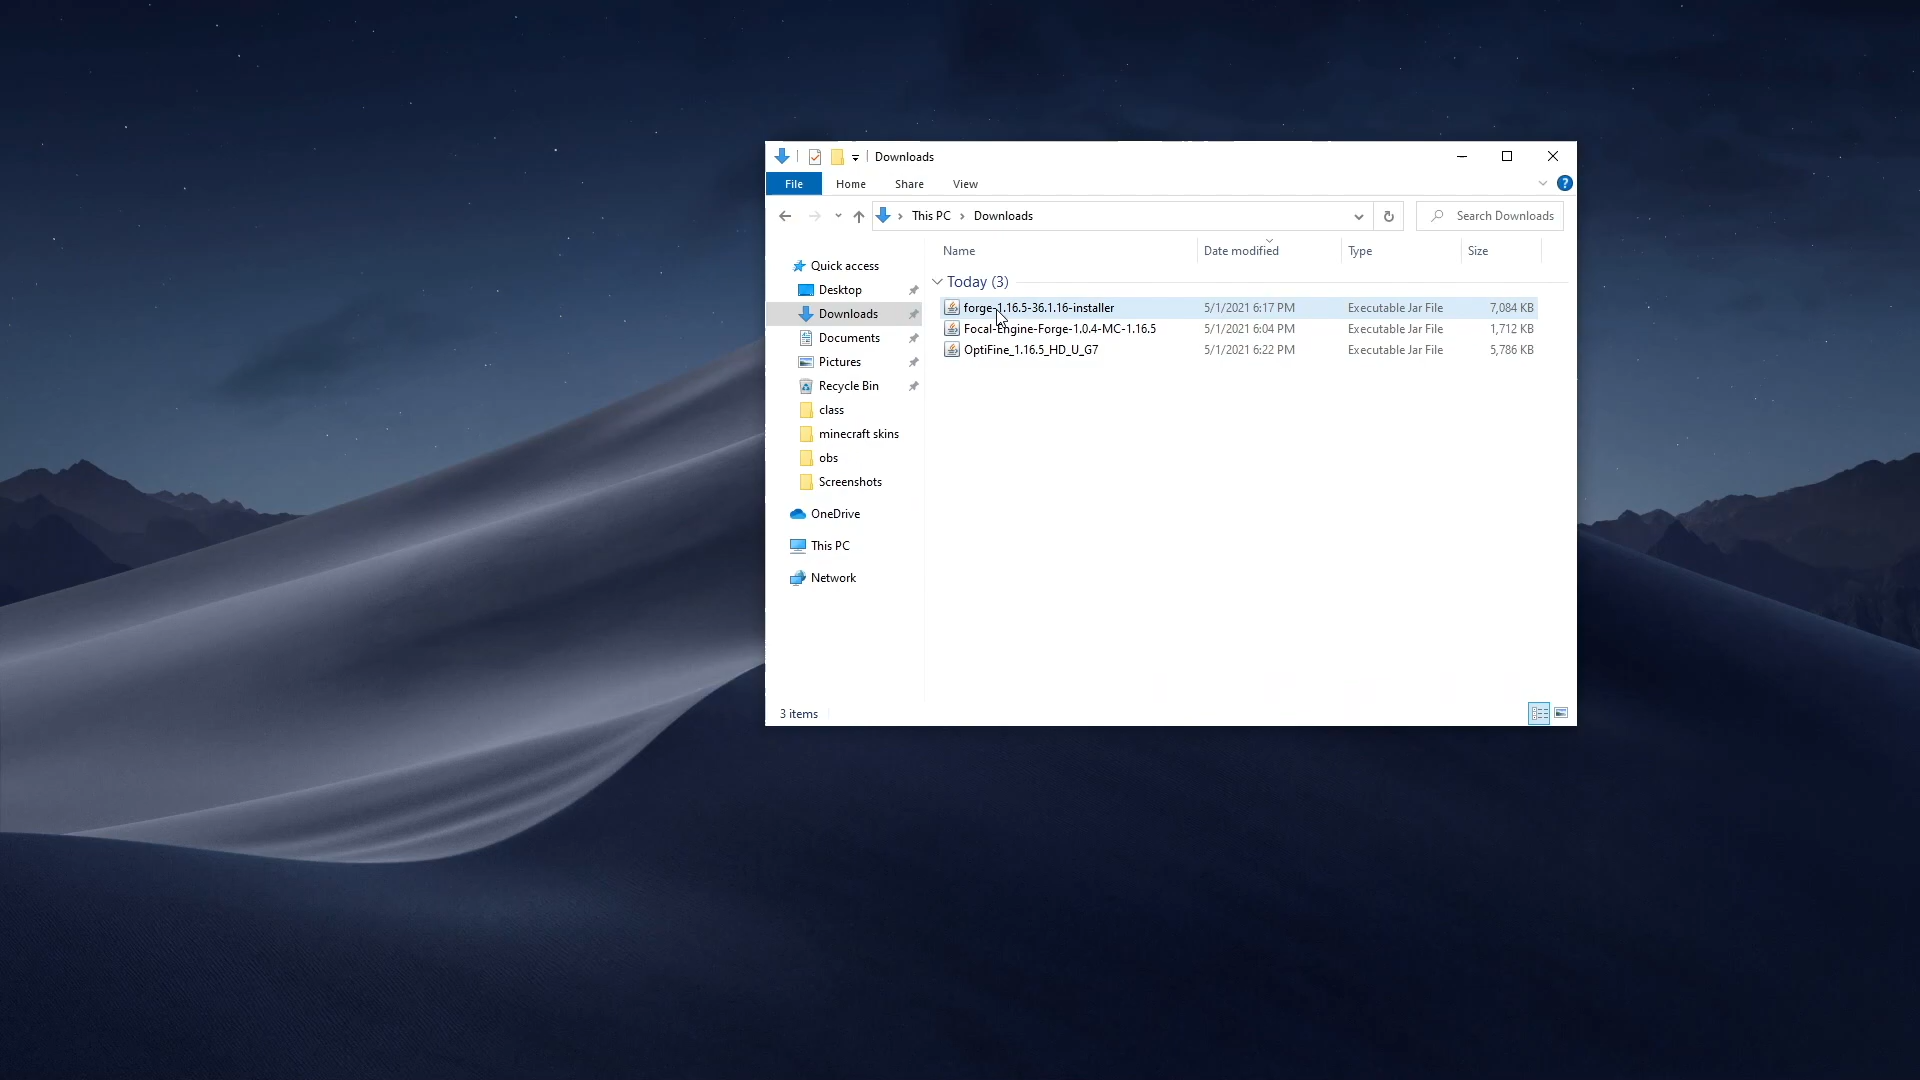 Downloads
File Home Share View
This PC Downloads Search Downloads
Name Date modified Type Size
Quick access
Desktop
Downloads
Documents
Pictures
Recycle Bin
class
minecraft skins
obs
Screenshots
OneDrive
This PC
Network
Today (3)
forge-1.16.5-36.1.16-installer 5/1/2021 6:17 PM Executable Jar File 7,084 KB
Focal-Engine-Forge-1.0.4-MC-1.16.5 5/1/2021 6:04 PM Executable Jar File 1,712 KB
OptiFine_1.16.5_HD_U_G7 5/1/2021 6:22 PM Executable Jar File 5,786 KB
3 items